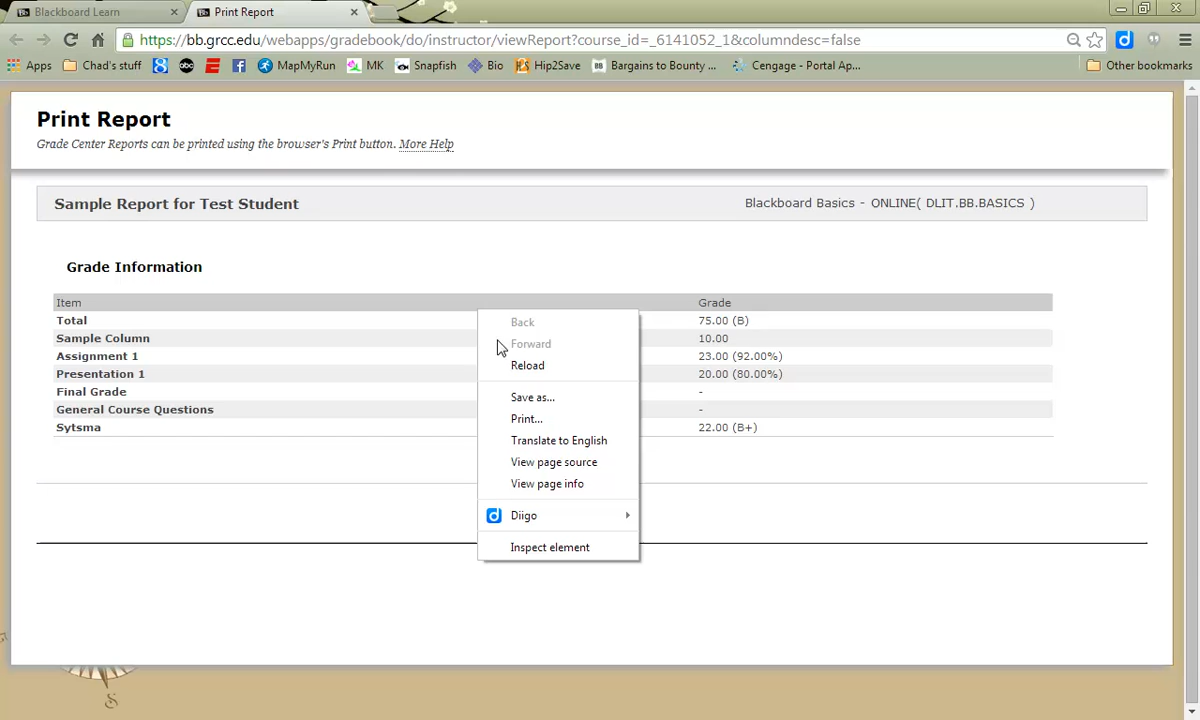 Blackboard Learn
Print Report
https://bb.grcc.edu/webapps/gradebook/do/instructor/viewReport?course_id=_6141052_1&columndesc=false
Apps Chad's stuff 8 abc E f MapMyRun MK Snapfish Bio Hip2Save BB Bargains to Bounty ... Cengage - Portal Ap... Other bookmarks
Print Report
Grade Center Reports can be printed using the browser's Print button. More Help
Sample Report for Test Student
Blackboard Basics - ONLINE( DLIT.BB.BASICS )
Grade Information
Item Grade
Total 75.00 (B)
Sample Column 10.00
Assignment 1 23.00 (92.00%)
Presentation 1 20.00 (80.00%)
Final Grade -
General Course Questions -
Sytsma 22.00 (B+)
Back
Forward
Reload
Save as...
Print...
Translate to English
View page source
View page info
Diigo
Inspect element
S